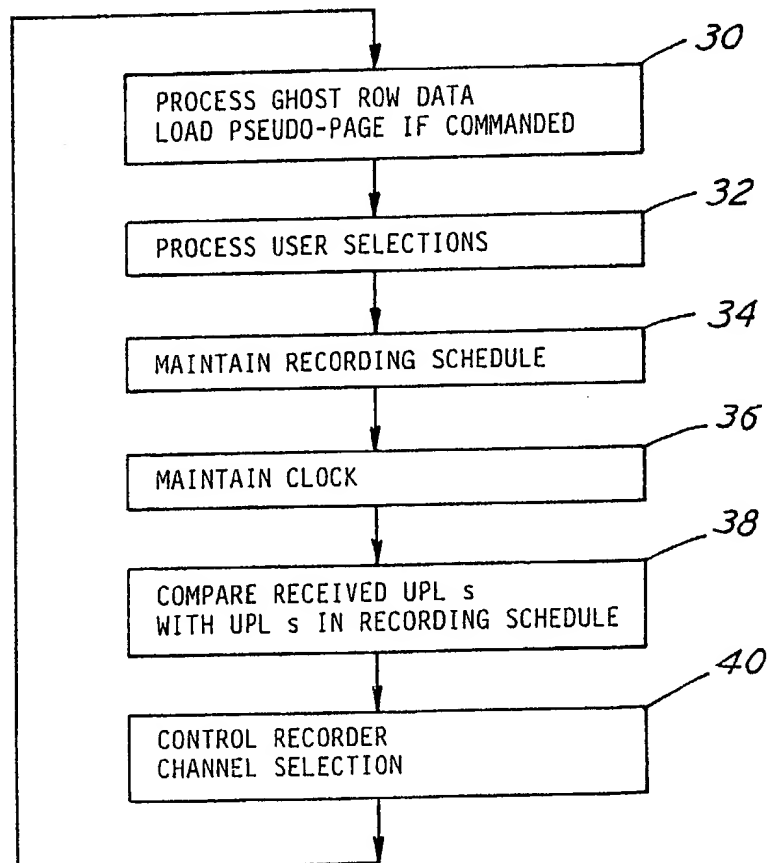 30
PROCESS GHOST ROW DATA
LOAD PSEUDO-PAGE IF COMMANDED
32
PROCESS USER SELECTIONS
34
MAINTAIN RECORDING SCHEDULE
36
MAINTAIN CLOCK
38
COMPARE RECEIVED UPL s
WITH UPL s IN RECORDING SCHEDULE
40
CONTROL RECORDER
CHANNEL SELECTION